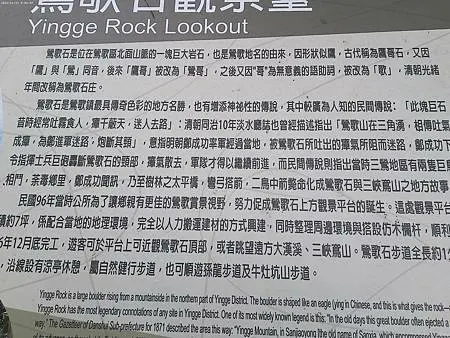 鶯歌石觀景臺
Yingge Rock Lookout
鶯歌石是位在鶯歌區北面山脈的一塊巨大岩石，也是鶯歌地名的由來，因形狀似鷹，古代稱為鷹哥石，又因
「鷹」與「鶯」同音，後來「鷹哥」被改為「鶯哥」，之後又因"哥"為無意義的語助詞，被改為「歌」，清朝光緒
年間改稱為鶯歌石庄。
鶯歌石是鶯歌鎮最具傳奇色彩的地方名勝，也有增添神祕性的傳說，其中較廣為人知的民間傳說：「此塊巨石
昔時經常吐霧食人，瘴千蔽天，迷人去路」：清朝同治10年淡水廳誌也曾經描述指出「鶯歌山在三角湧，相傳吐氣
成瘴，為鄭進軍迷路，炮斷其頸」，意指明朝鄭成功率軍經過當地，被鶯歌石所吐出的瘴氣所阻而迷路，鄭成功下
令指揮士兵巨砲轟斷鶯歌石的頸部，瘴氣散去，軍隊才得以繼續前進，而民間傳說則指出當時三鶯地區有兩隻巨鳥
相鬥，荼毒鄉里，鄭成功聞訊，乃至樹林之太平橋，彎弓搭箭，二鳥中箭斃命化成鶯歌石與三峽鳶山之地方故事
民國96年當時公所為了讓鄉親有更佳的鶯歌賞景視野，努力促成鶯歌石上方觀景平台的誕生。這處觀景平台
積約7坪，係配合當地的地理環境，完全以人力搬運建材的方式興建，同時整理周邊環境與搭設仿木欄杆，順利
6年12月底完工，遊客可於平台上可近觀鶯歌石頂部，或者眺望遠方大漢溪、三峽鳶山。鶯歌石步道全長約1
，沿線設有涼亭休憩，屬自然健行步道，也可順遊孫龍步道及牛灶坑山步道。
Yingge Rock is a large boulder rising from a mountainside in the northern part of Yingge District. The boulder is shaped like an eagle (ying in Chinese, and this is what gives the rock
Yingge Rock has the most legendary connotations of any site in Yingge District. One of its most widely known legend is this: "In the old days this great boulder often ejected a
way." The Gazetteer of Danshui Sub-prefecture for 1871 described the area this way: "Yingge Mountain, in Sanjiaoyong [the old name of Sanxia, which encompassed